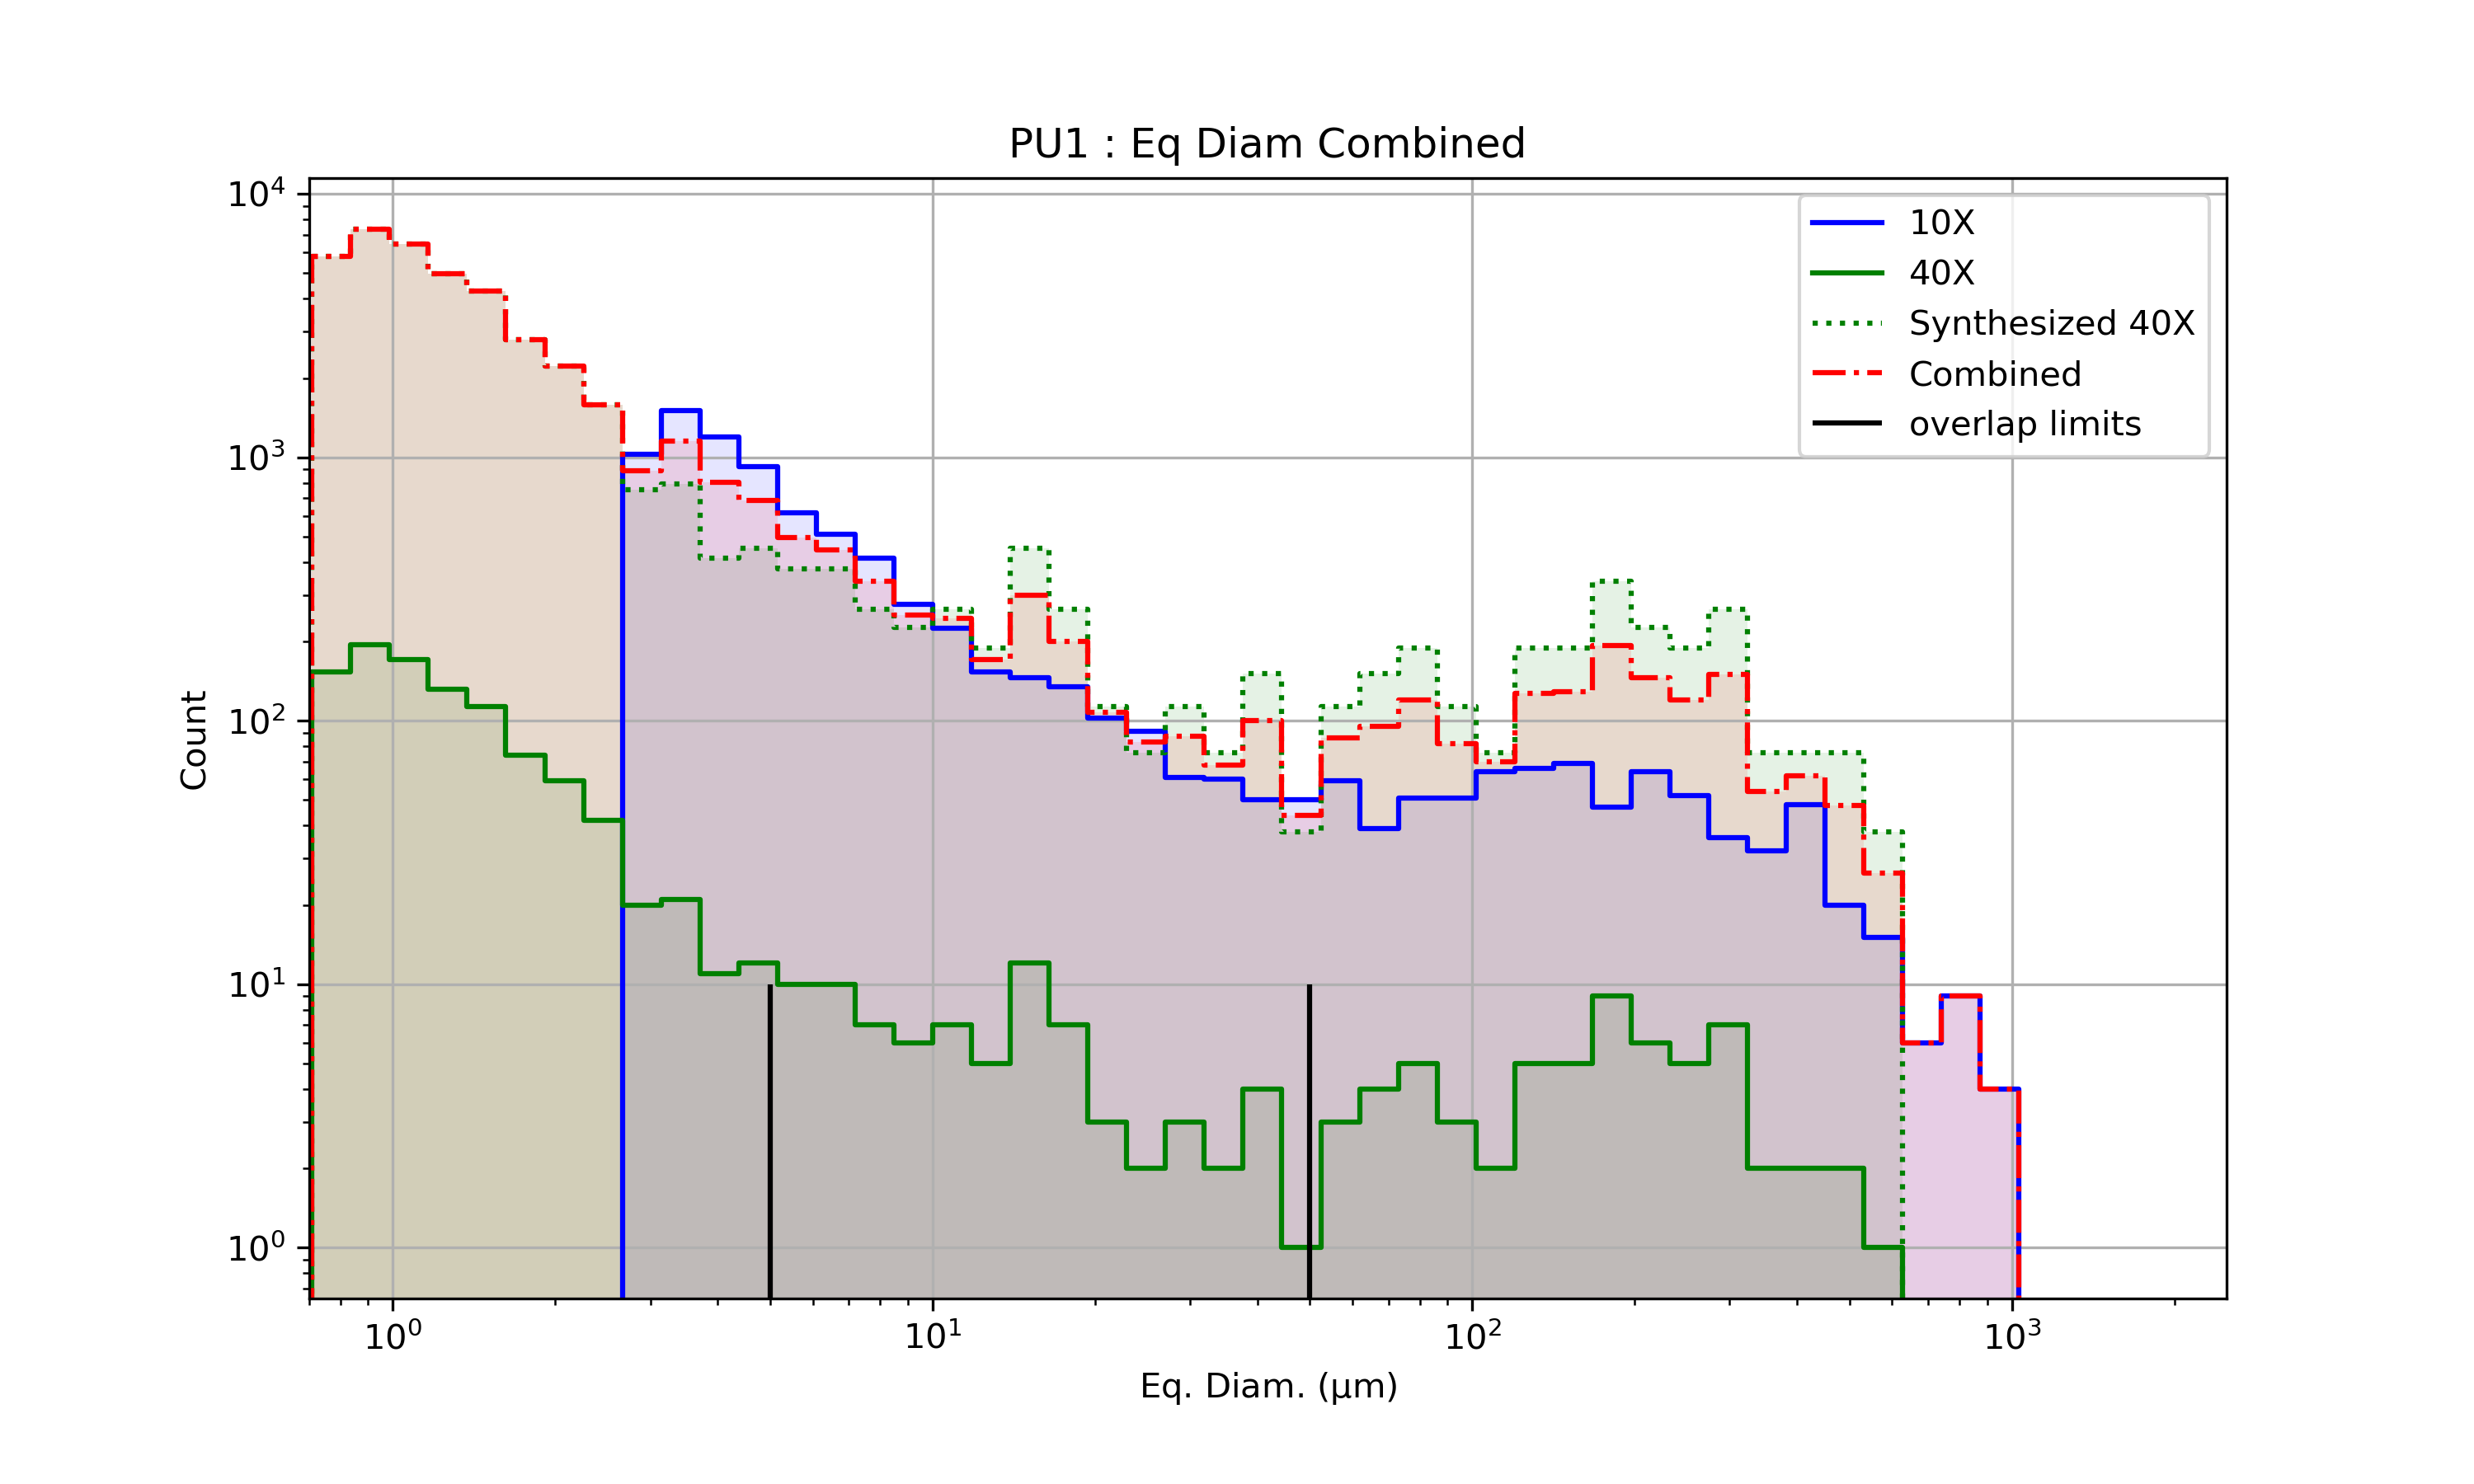 PU1 : Eq Diam Combined
10⁴
10³
10²
10¹
10⁰
Count
10X
40X
Synthesized 40X
Combined
overlap limits
10⁰ 10¹ 10² 10³
Eq. Diam. (µm)